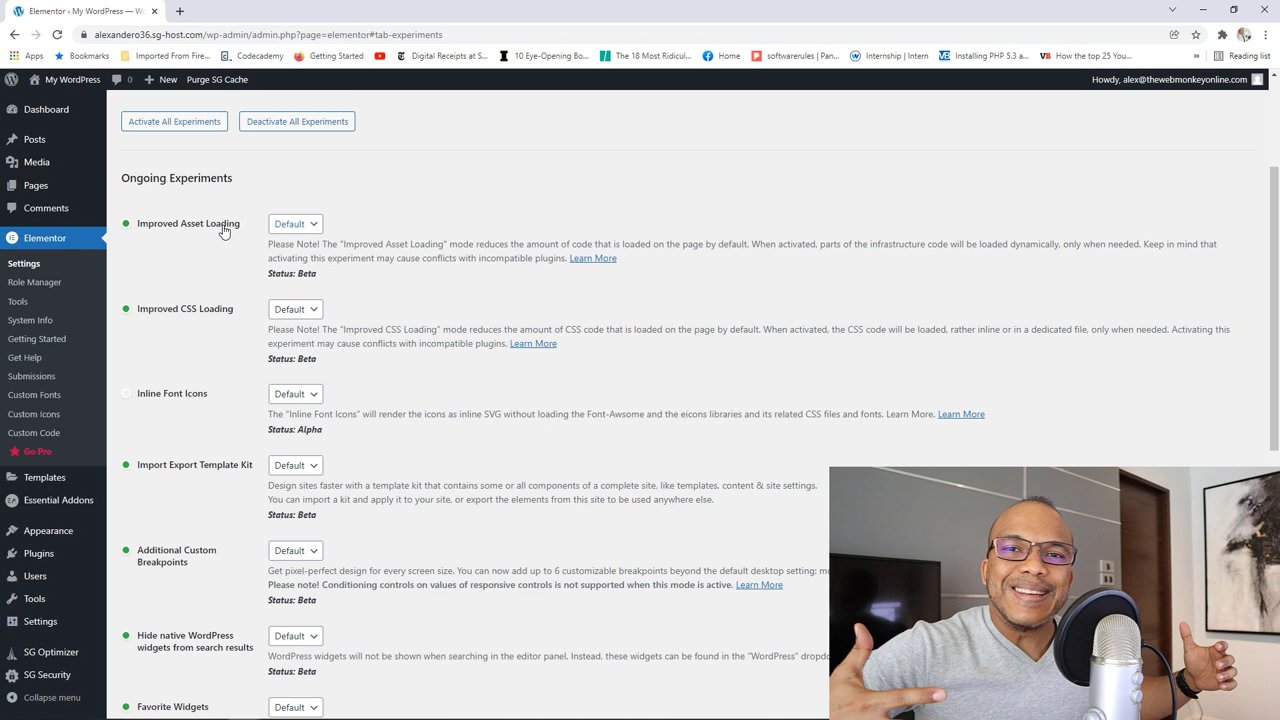 Elementor ‹ My WordPress — Wo
alexandero36.sg-host.com/wp-admin/admin.php?page=elementor#tab-experiments
Apps
Bookmarks
Imported From Fire...
Codecademy
Getting Started
Digital Receipts at S...
10 Eye-Opening Bo...
The 18 Most Ridicul...
Home
softwarerules | Pan...
Internship | Intern
Installing PHP 5.3 a...
How the top 25 You...
»
Reading list
My WordPress
0
New
Purge SG Cache
Howdy, alex@thewebmonkeyonline.com
Dashboard
Posts
Media
Pages
Comments
Elementor
Settings
Role Manager
Tools
System Info
Getting Started
Get Help
Submissions
Custom Fonts
Custom Icons
Custom Code
Go Pro
Templates
Essential Addons
Appearance
Plugins
Users
Tools
Settings
SG Optimizer
SG Security
Collapse menu
Activate All Experiments
Deactivate All Experiments
Ongoing Experiments
Improved Asset Loading
Default
Please Note! The "Improved Asset Loading" mode reduces the amount of code that is loaded on the page by default. When activated, parts of the infrastructure code will be loaded dynamically, only when needed. Keep in mind that
activating this experiment may cause conflicts with incompatible plugins. Learn More
Status: Beta
Improved CSS Loading
Default
Please Note! The "Improved CSS Loading" mode reduces the amount of CSS code that is loaded on the page by default. When activated, the CSS code will be loaded, rather inline or in a dedicated file, only when needed. Activating this
experiment may cause conflicts with incompatible plugins. Learn More
Status: Beta
Inline Font Icons
Default
The "Inline Font Icons" will render the icons as inline SVG without loading the Font-Awsome and the eicons libraries and its related CSS files and fonts. Learn More. Learn More
Status: Alpha
Import Export Template Kit
Default
Design sites faster with a template kit that contains some or all components of a complete site, like templates, content & site settings.
You can import a kit and apply it to your site, or export the elements from this site to be used anywhere else.
Status: Beta
Additional Custom
Breakpoints
Default
Get pixel-perfect design for every screen size. You can now add up to 6 customizable breakpoints beyond the default desktop setting:
Please note! Conditioning controls on values of responsive controls is not supported when this mode is active. Learn More
Status: Beta
Hide native WordPress
widgets from search results
Default
WordPress widgets will not be shown when searching in the editor panel. Instead, these widgets can be found in the "WordPress"
Status: Beta
Favorite Widgets
Default